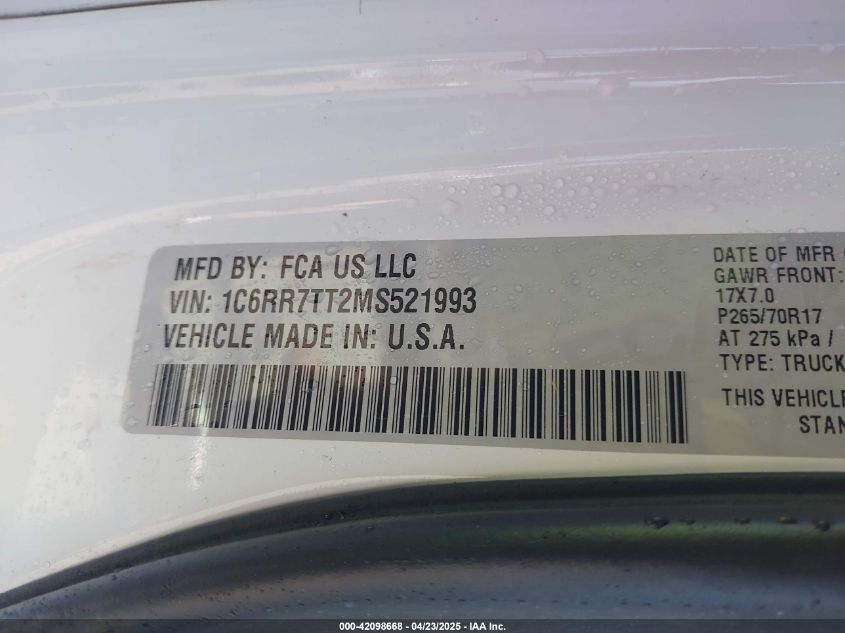 MFD BY: FCA US LLC
VIN: 1C6RR7TT2MS521993
VEHICLE MADE IN: U.S.A.
DATE OF MFR
GAWR FRONT:
17X7.0
P265/70R17
AT 275 kPa /
TYPE: TRUCK
THIS VEHICLE
STAN
000-42098668 - 04/23/2025 - IAA Inc.